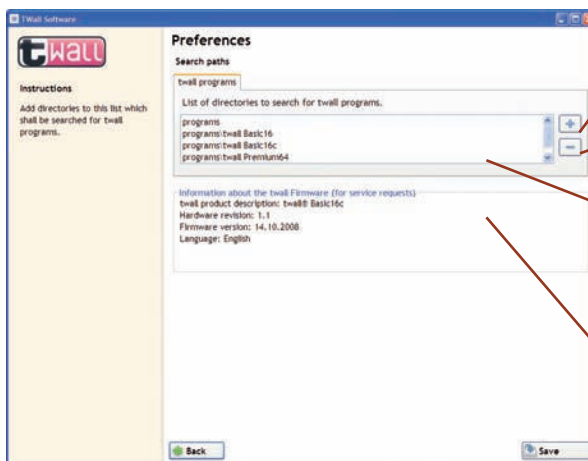 TWall Software
twall
Instructions
Add directories to this list which
shall be searched for twall
programs.
Preferences
Search paths
twall programs
List of directories to search for twall programs.
programs
programs\twall Basic16
programs\twall Basic16c
programs\twall Premium64
Information about the twall Firmware (for service requests)
twall product description: twall® Basic16c
Hardware revision: 1.1
Firmware version: 14.10.2008
Language: English
Back
Save